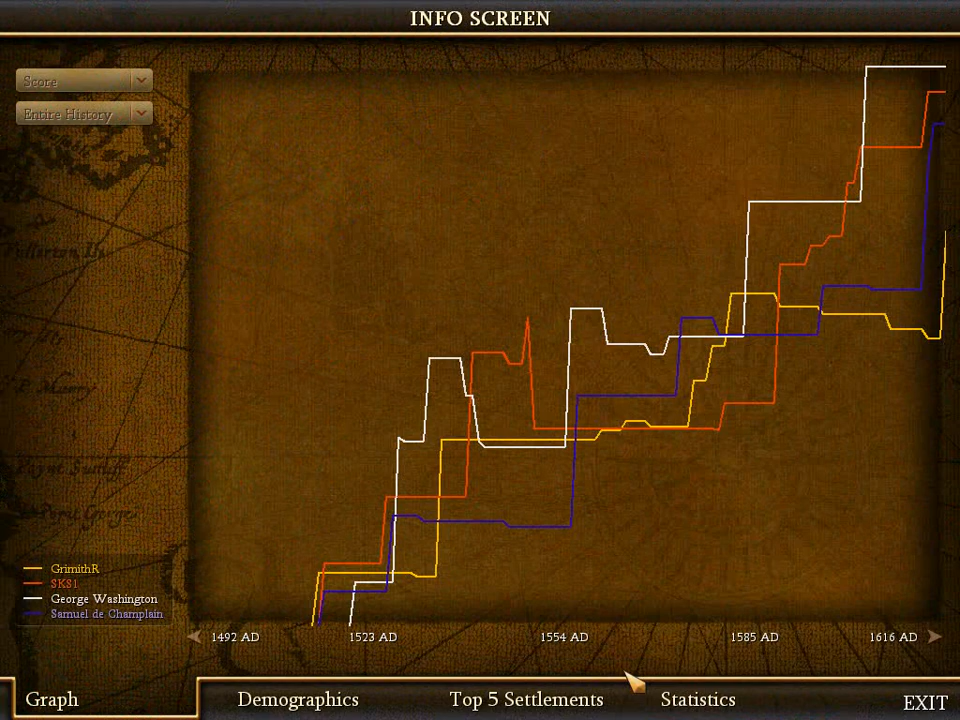 INFO SCREEN
Score
Entire History
GrimithR
SKS1
George Washington
Samuel de Champlain
1492 AD 1523 AD 1554 AD 1585 AD 1616 AD
Graph Demographics Top 5 Settlements Statistics EXIT